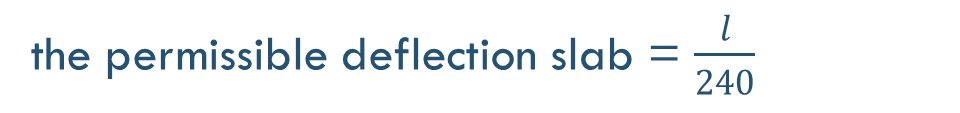 the permissible deflection slab = l/240